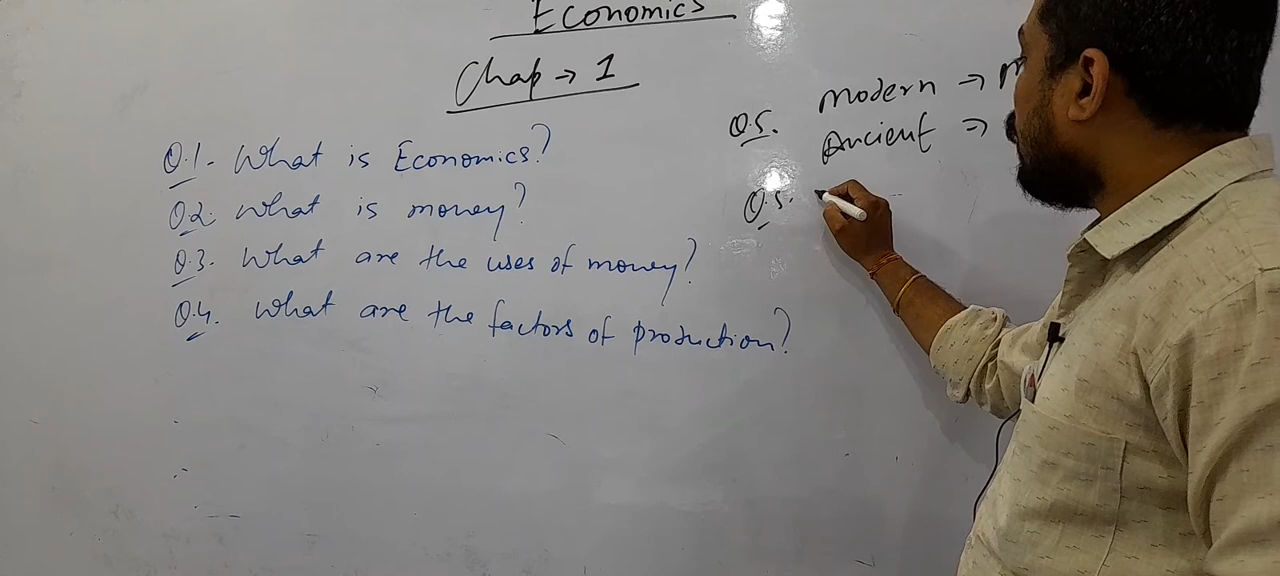 Economics
Chap → 1
Q.1. What is Economics?
Q.2. What is money?
Q.3. What are the uses of money?
Q.4. What are the factors of production?
Q.5. Modern ⇒
Ancient ⇒
Q.5.